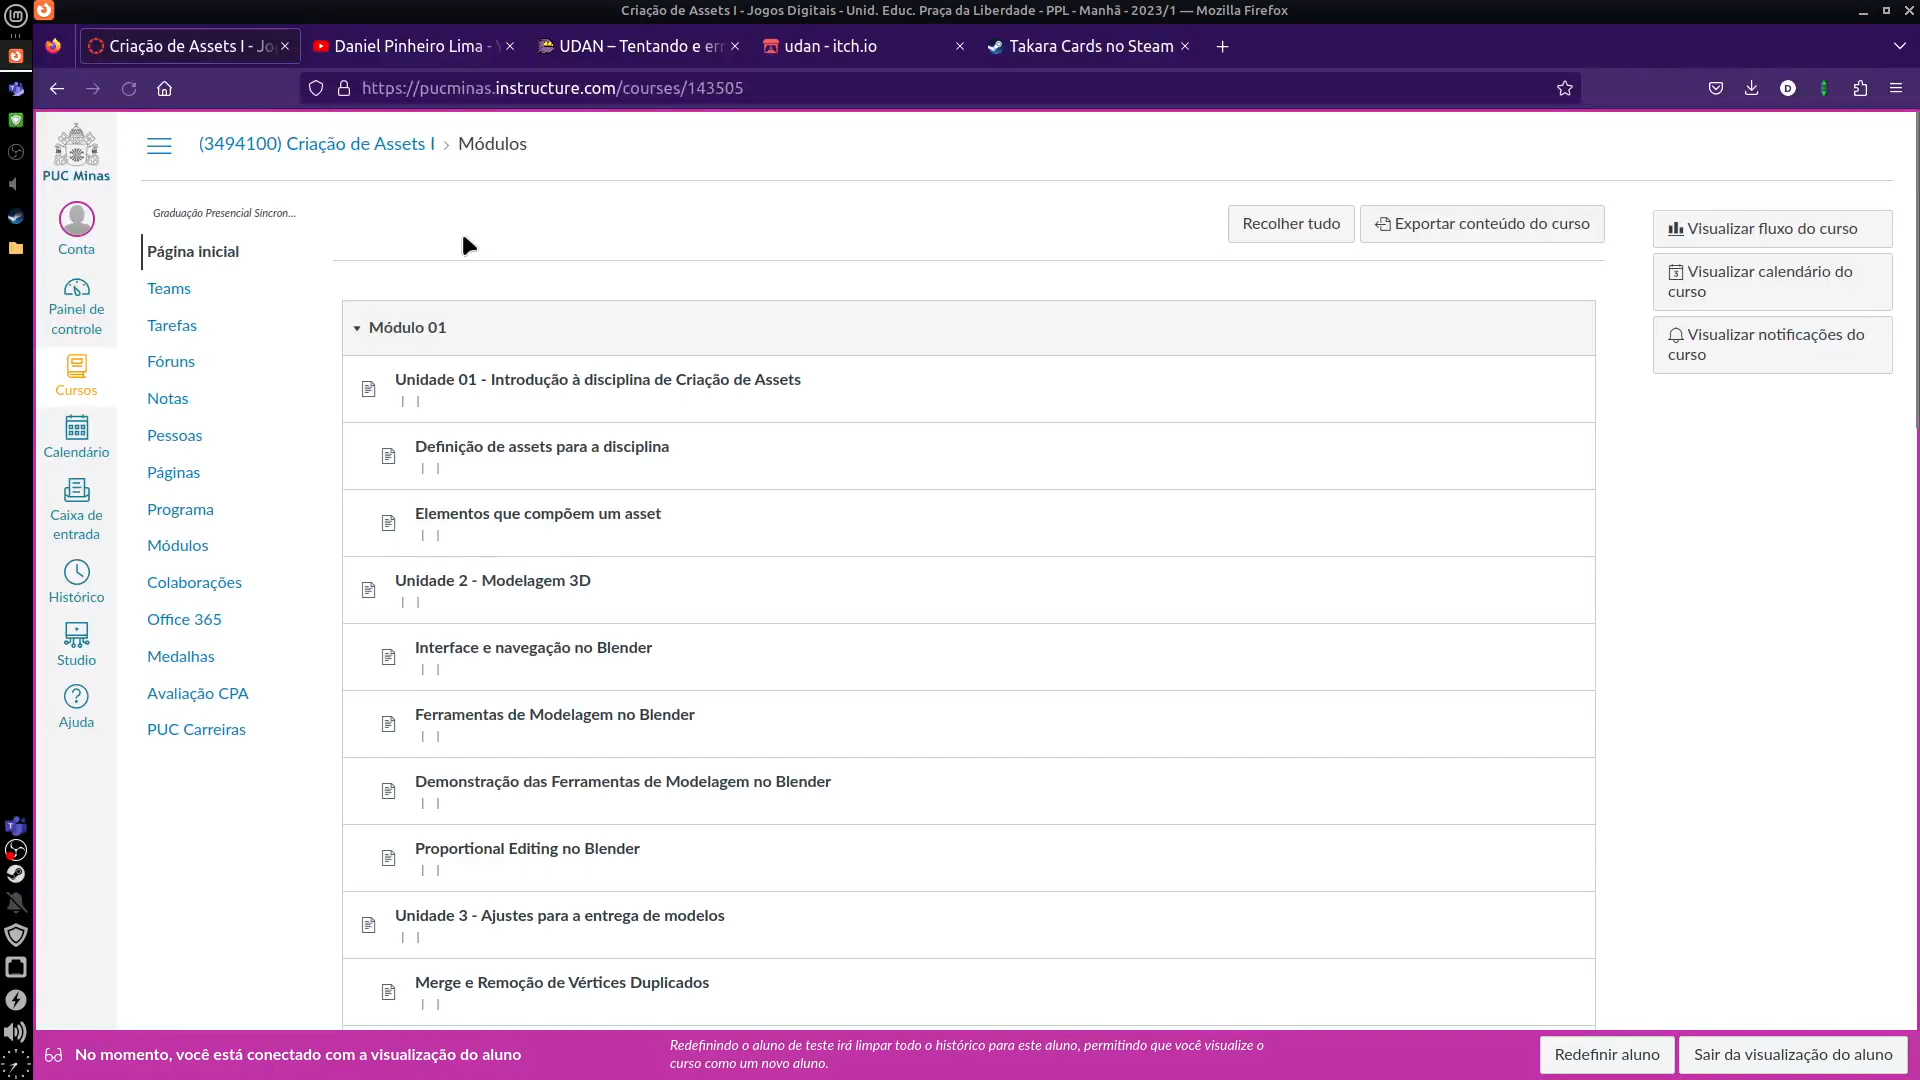 Criação de Assets I - Jogos Digitais - Unid. Educ. Praça da Liberdade - PPL - Manhã - 2023/1 — Mozilla Firefox
Criação de Assets I - Jo
Daniel Pinheiro Lima -
UDAN – Tentando e err
udan - itch.io
Takara Cards no Steam
https://pucminas.instructure.com/courses/143505
D
PUC Minas
(3494100) Criação de Assets I › Módulos
Conta
Painel de
controle
Cursos
Calendário
Caixa de
entrada
Histórico
Studio
Ajuda
Graduação Presencial Síncron...
Página inicial
Teams
Tarefas
Fóruns
Notas
Pessoas
Páginas
Programa
Módulos
Colaborações
Office 365
Medalhas
Avaliação CPA
PUC Carreiras
Recolher tudo
Exportar conteúdo do curso
Módulo 01
Unidade 01 - Introdução à disciplina de Criação de Assets
| |
Definição de assets para a disciplina
| |
Elementos que compõem um asset
| |
Unidade 2 - Modelagem 3D
| |
Interface e navegação no Blender
| |
Ferramentas de Modelagem no Blender
| |
Demonstração das Ferramentas de Modelagem no Blender
| |
Proportional Editing no Blender
| |
Unidade 3 - Ajustes para a entrega de modelos
| |
Merge e Remoção de Vértices Duplicados
| |
Visualizar fluxo do curso
Visualizar calendário do
curso
Visualizar notificações do
curso
No momento, você está conectado com a visualização do aluno
Redefinindo o aluno de teste irá limpar todo o histórico para este aluno, permitindo que você visualize o
curso como um novo aluno.
Redefinir aluno
Sair da visualização do aluno